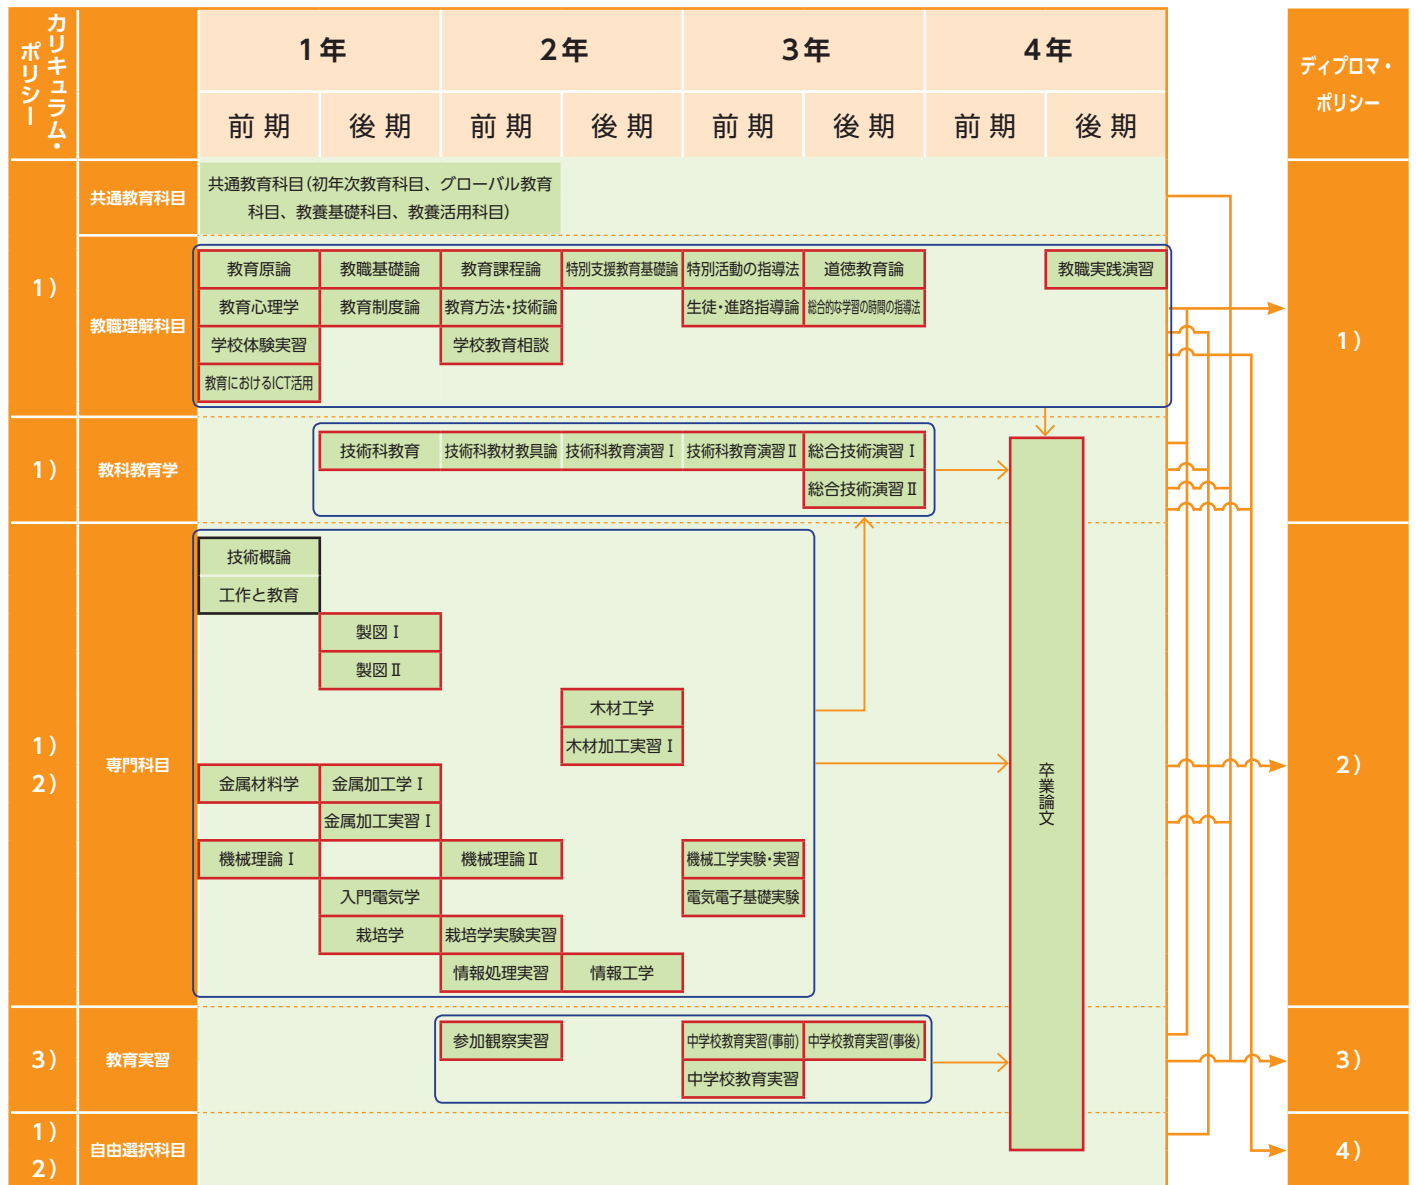 カリキュラム・
ポリシー
1年
2年
3年
4年
ディプロマ・
ポリシー
前期
後期
前期
後期
前期
後期
前期
後期
1）
共通教育科目
共通教育科目（初年次教育科目、グローバル教育
科目、教養基礎科目、教養活用科目）
教職理解科目
教育原論
教職基礎論
教育課程論
特別支援教育基礎論
特別活動の指導法
道徳教育論
教職実践演習
教育心理学
教育制度論
教育方法・技術論
生徒・進路指導論
総合的な学習の時間の指導法
学校体験実習
学校教育相談
教育におけるICT活用
1）
1）
教科教育学
技術科教育
技術科教材教具論
技術科教育演習Ⅰ
技術科教育演習Ⅱ
総合技術演習Ⅰ
総合技術演習Ⅱ
1）
2）
専門科目
技術概論
工作と教育
製図Ⅰ
製図Ⅱ
木材工学
木材加工実習Ⅰ
金属材料学
金属加工学Ⅰ
金属加工実習Ⅰ
機械理論Ⅰ
機械理論Ⅱ
機械工学実験・実習
入門電気学
電気電子基礎実験
栽培学
栽培学実験実習
情報処理実習
情報工学
卒業論文
2）
3）
教育実習
参加観察実習
中学校教育実習(事前)
中学校教育実習(事後)
中学校教育実習
3）
1）
2）
自由選択科目
4）